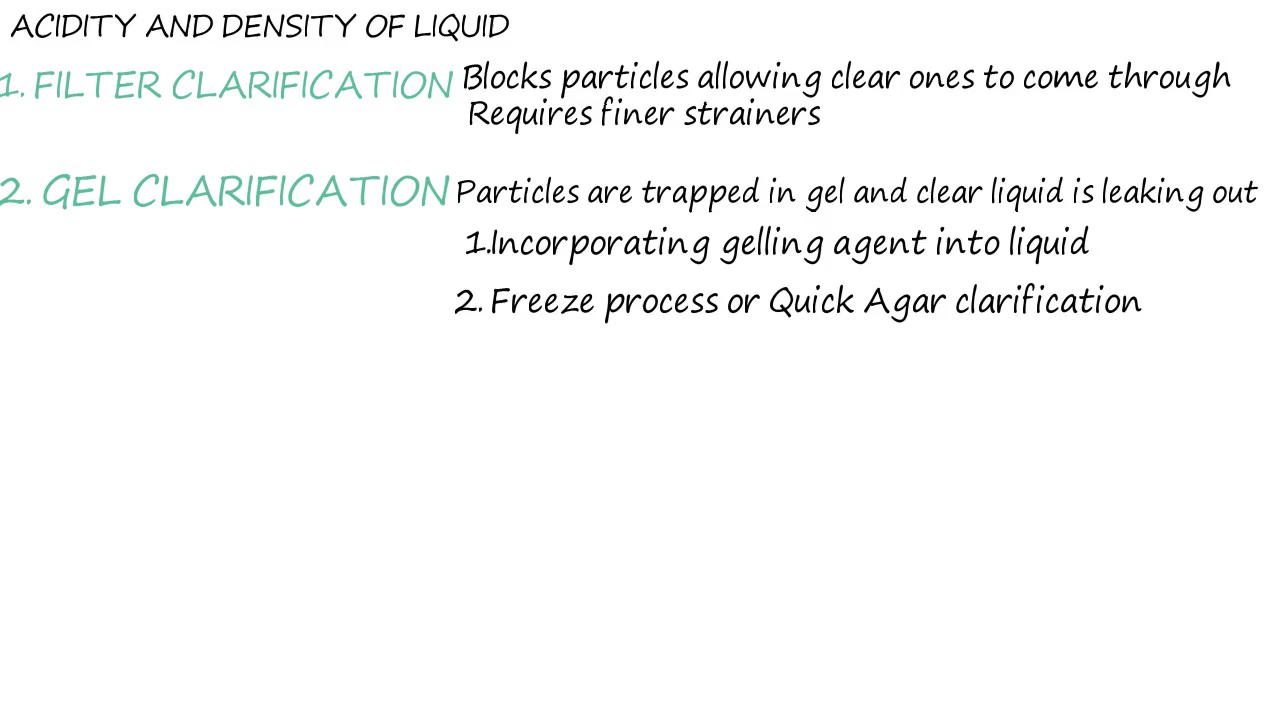 ACIDITY AND DENSITY OF LIQUID
1. FILTER CLARIFICATION Blocks particles allowing clear ones to come through
Requires finer strainers
2. GEL CLARIFICATION Particles are trapped in gel and clear liquid is leaking out
1.Incorporating gelling agent into liquid
2. Freeze process or Quick Agar clarification